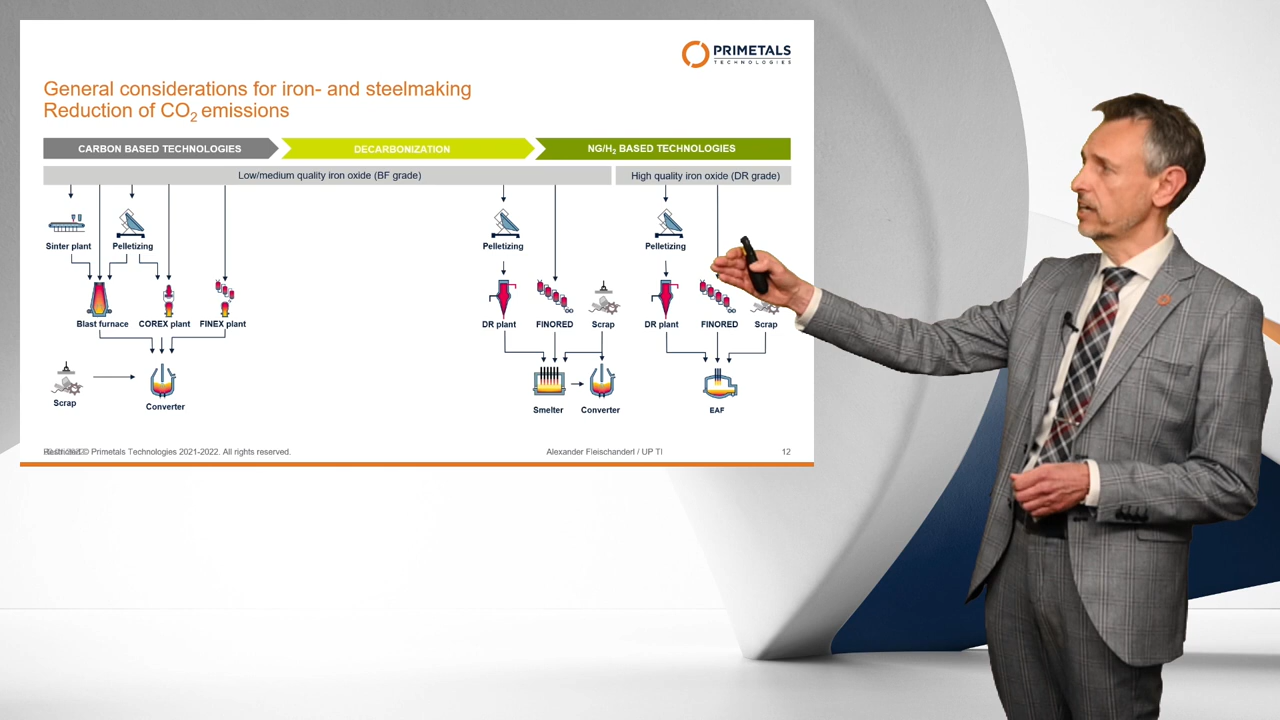 PRIMETALS
TECHNOLOGIES
General considerations for iron- and steelmaking
Reduction of CO2 emissions
CARBON BASED TECHNOLOGIES
DECARBONIZATION
NG/H2 BASED TECHNOLOGIES
Low/medium quality iron oxide (BF grade)
High quality iron oxide (DR grade)
Sinter plant
Pelletizing
Pelletizing
Pelletizing
Blast furnace
COREX plant
FINEX plant
DR plant
FINORED
Scrap
DR plant
FINORED
Scrap
Scrap
Converter
Smelter
Converter
EAF
© Primetals Technologies 2021-2022. All rights reserved.
Alexander Fleischanderl / UP TI
12